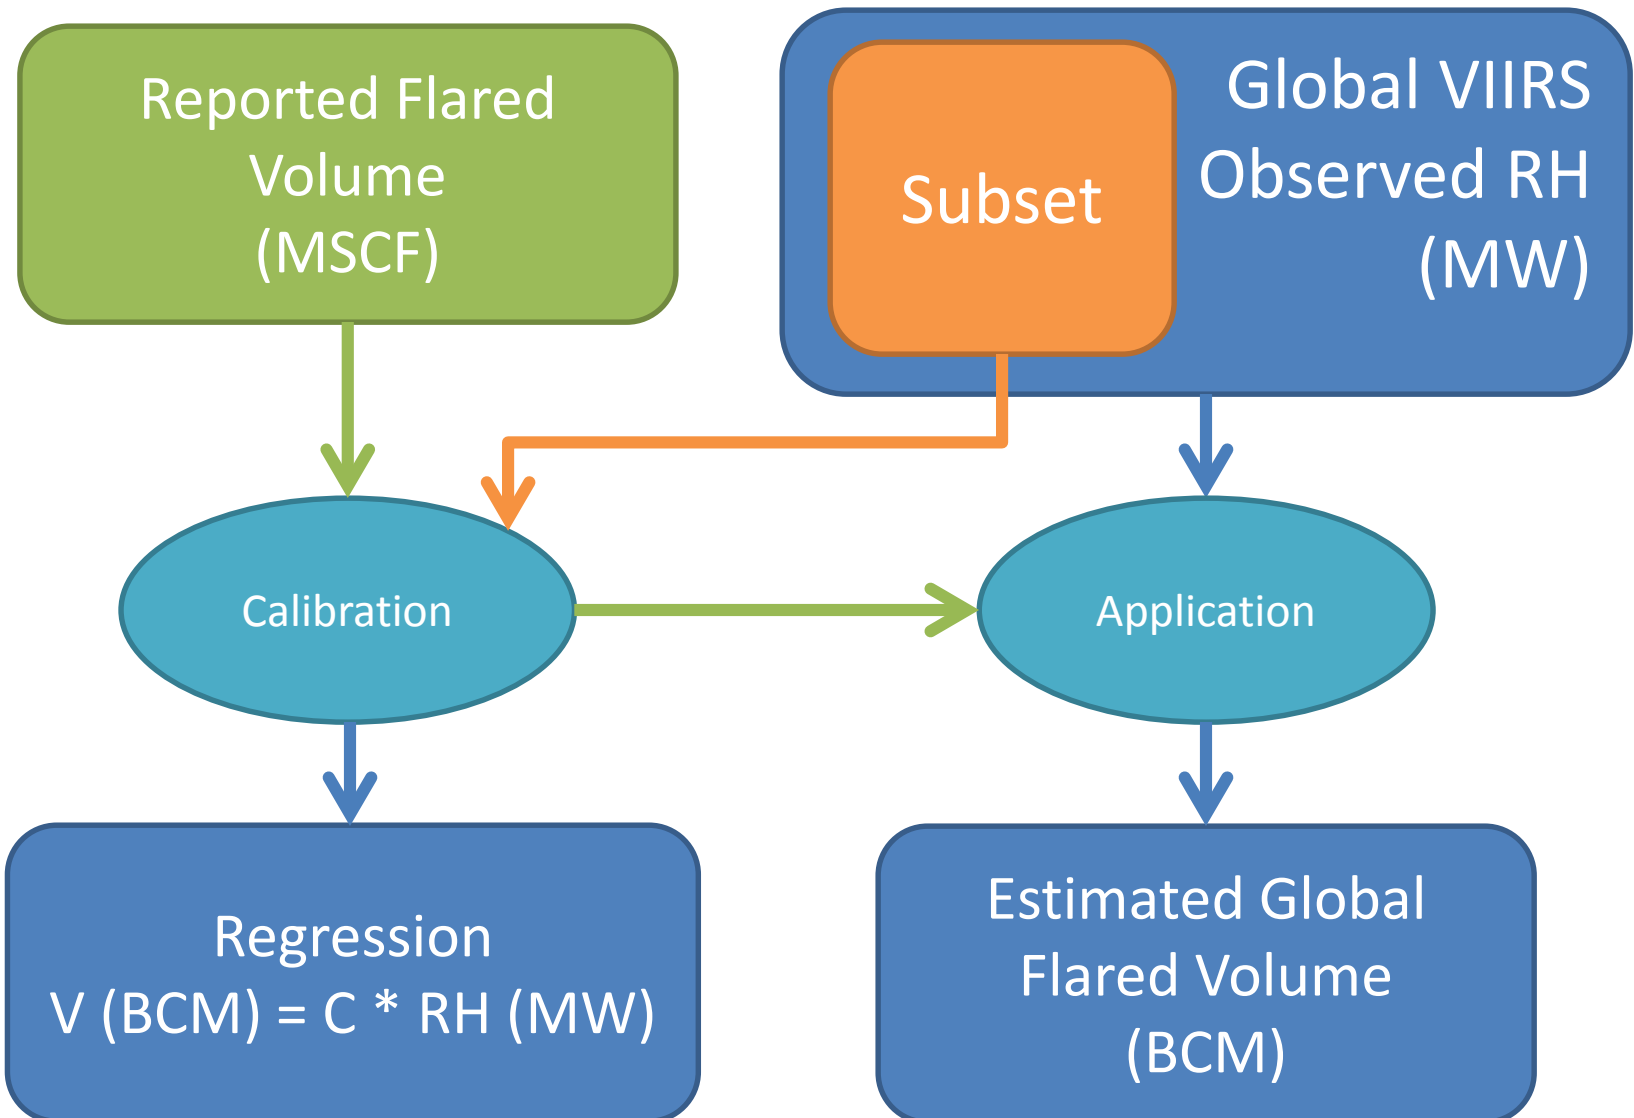 Reported Flared
Volume
(MSCF)
Subset
Global VIIRS
Observed RH
(MW)
Calibration
Application
Regression
V (BCM) = C * RH (MW)
Estimated Global
Flared Volume
(BCM)